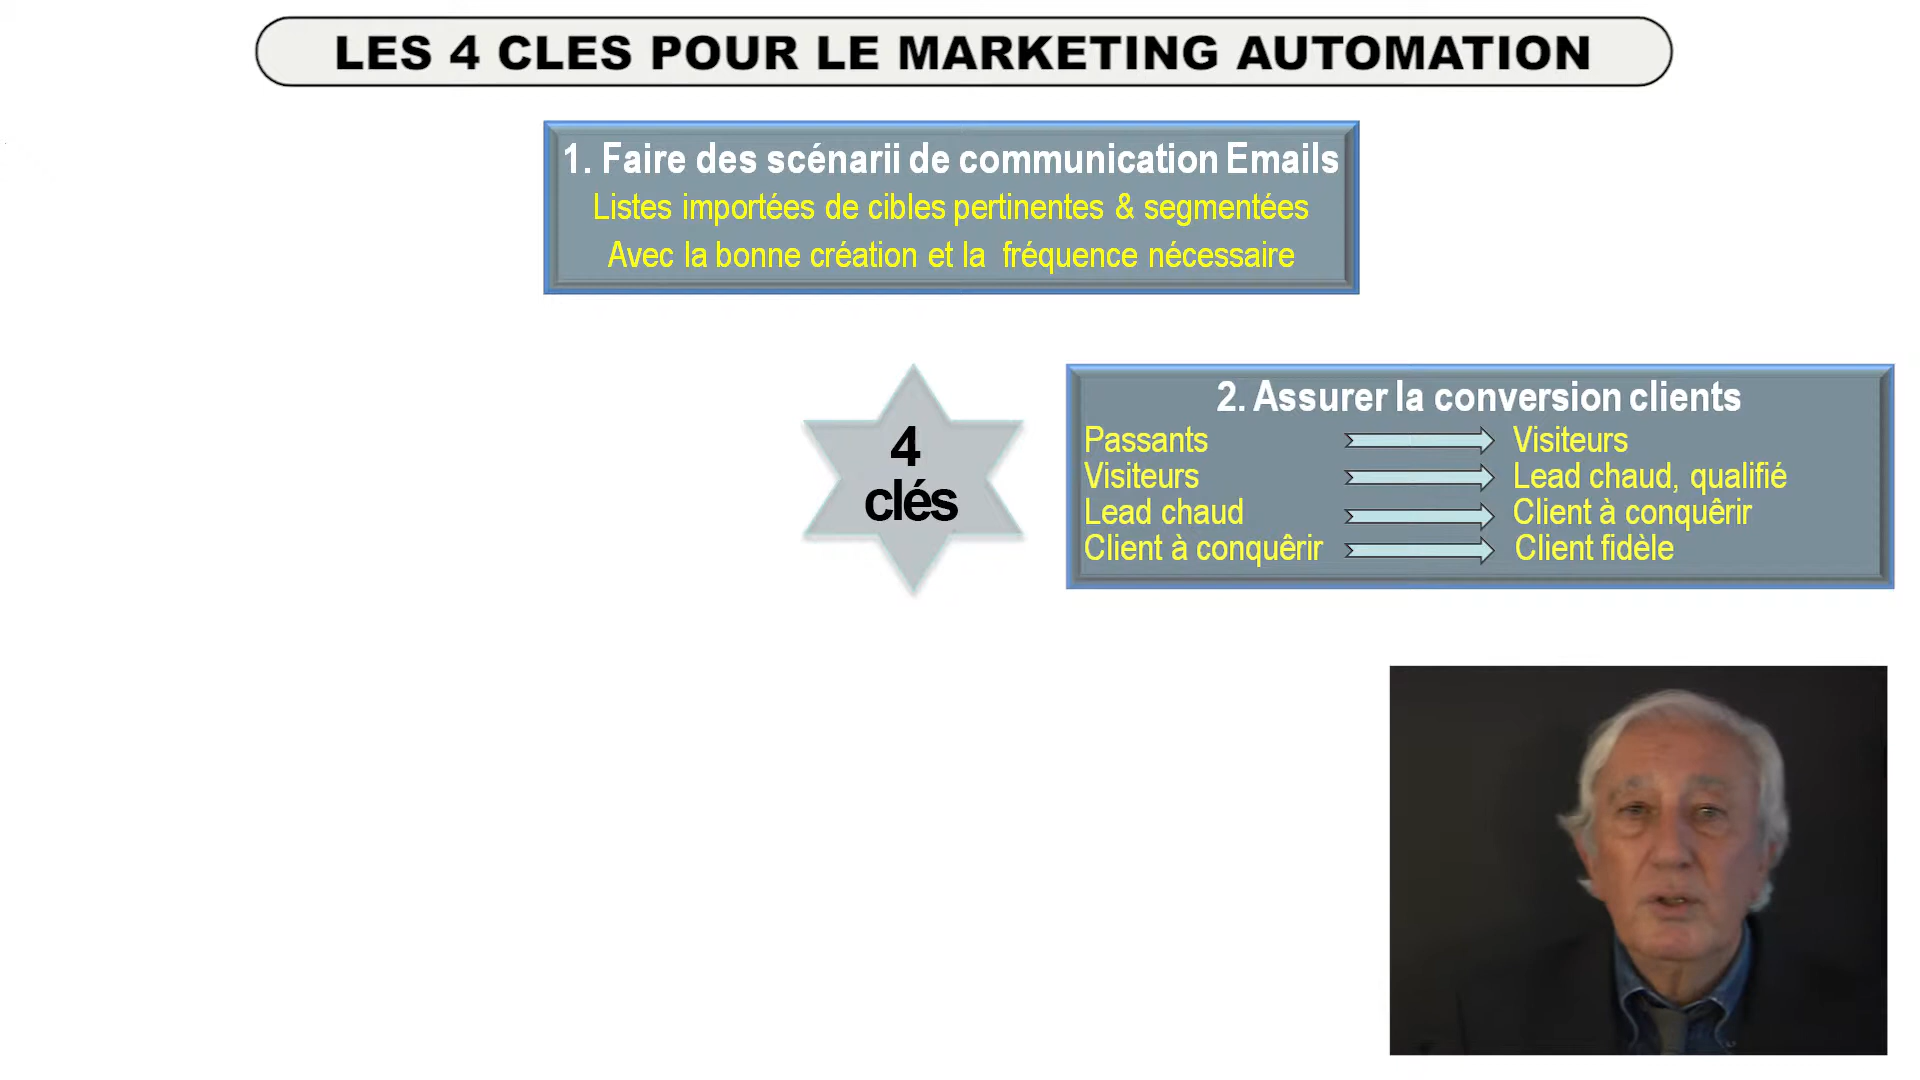 LES 4 CLES POUR LE MARKETING AUTOMATION
1. Faire des scénarii de communication Emails
Listes importées de cibles pertinentes & segmentées
Avec la bonne création et la fréquence nécessaire
4
clés
2. Assurer la conversion clients
Passants Visiteurs
Visiteurs Lead chaud, qualifié
Lead chaud Client à conquêrir
Client à conquêrir Client fidèle